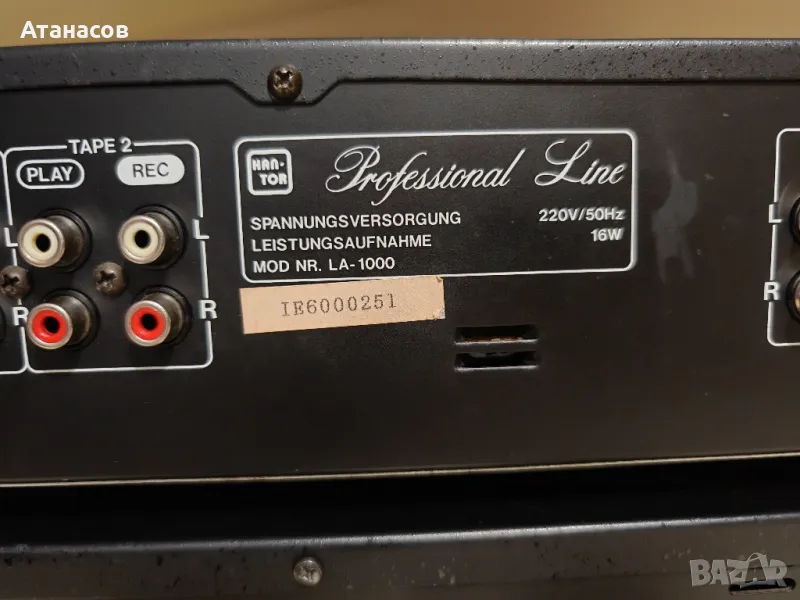 Атанасов
TAPE 2
PLAY REC
L L
R R
HAN-
TOR
Professional Line
SPANNUNGSVERSORGUNG 220V/50Hz
LEISTUNGSAUFNAHME 16W
MOD NR. LA-1000
IE6000251
L
R
BAZAR